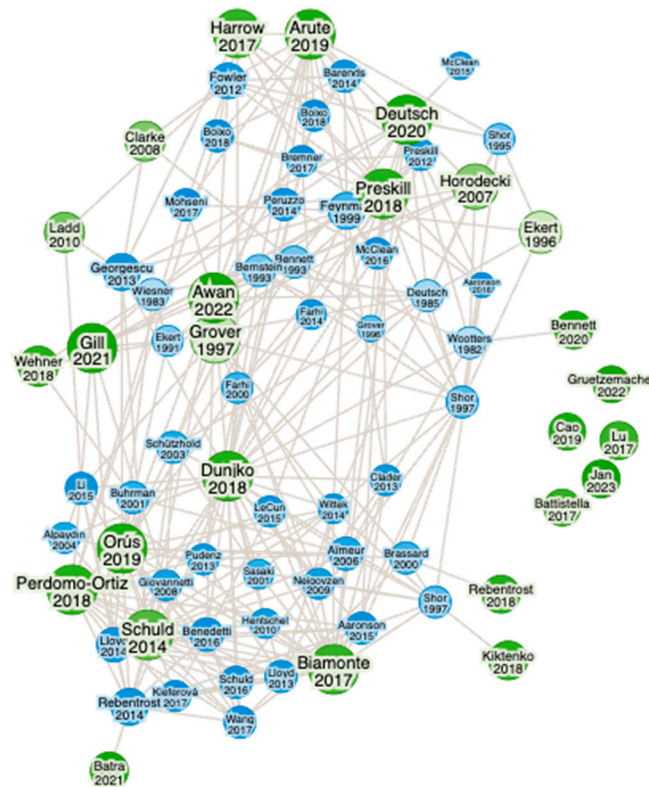 Harrow
2017
Arute
2019
McClean
2015
Fowler
2012
Barends
2014
Boixo
2018
Deutsch
2020
Clarke
2008
Boixo
2018
Shor
1995
Bremner
2017
Preskill
2012
Preskill
2018
Horodecki
2007
Mohseni
2017
Peruzzo
2014
Feynma
1999
Ladd
2010
Ekert
1996
McClean
2016
Georgescu
2013
Bernstein
1993
Bennett
1993
Wiesner
1983
Aaronson
2016
Deutsch
1985
Awan
2022
Farhi
2014
Grover
1996
Bennett
2020
Grover
1997
Ekert
1991
Wootters
1982
Gill
2021
Wehner
2018
Gruetzemache
2022
Farhi
2000
Shor
1997
Cao
2019
Lu
2017
Schützhold
2003
Dunjko
2018
Jan
2023
Li
2015
Buhrman
2001
Clader
2013
Battistella
2017
LeCun
2015
Wittek
2014
Alpaydin
2004
Orús
2019
Pudenz
2013
Aïmeur
2006
Brassard
2000
Sasaki
2001
Perdomo-Ortiz
2018
Giovannetti
2008
Neigovzen
2009
Rebentrost
2018
Shor
1997
Schuld
2014
Lloyd
2014
Benedetti
2016
Hentschel
2010
Aaronson
2015
Kiktenko
2018
Biamonte
2017
Schuld
2016
Lloyd
2013
Rebentrost
2014
Kieferová
2017
Wang
2017
Batra
2021